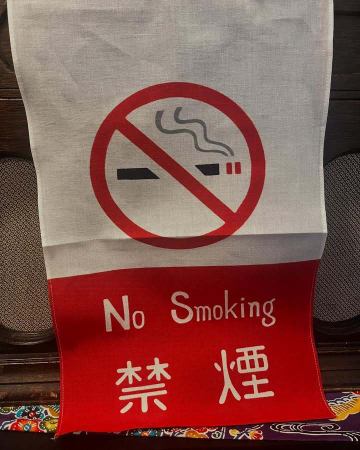 No Smoking
禁煙